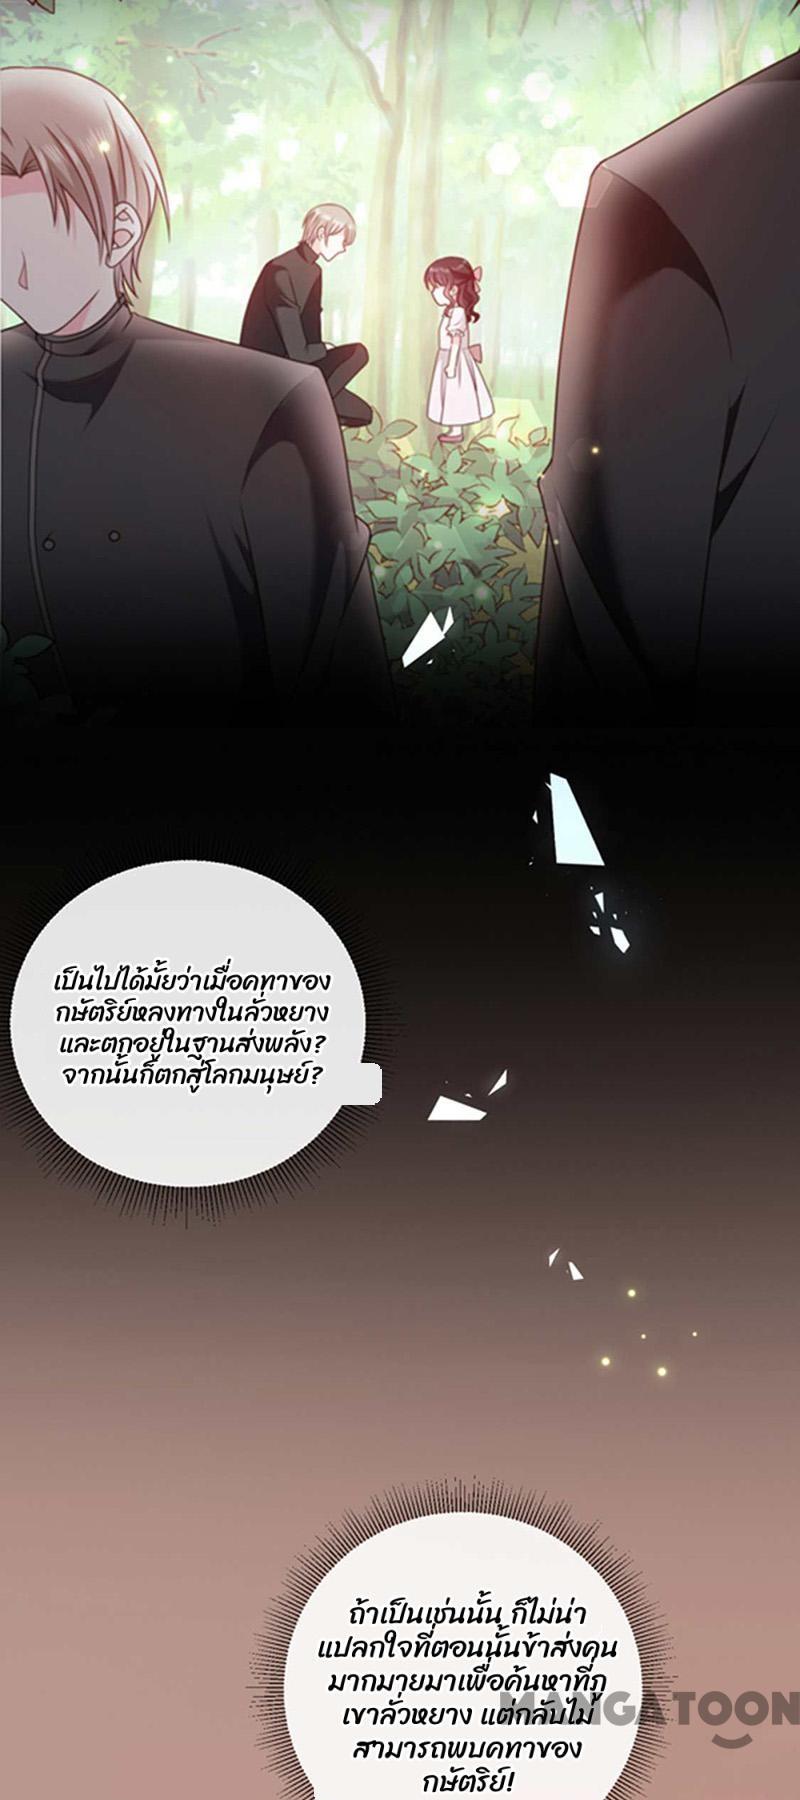 เป็นไปได้มั้ยว่าเมื่อคทาของ
กษัตริย์หลงทางในลั่วหยาง
และตกอยู่ในฐานส่งพลัง?
จากนั้นก็ตกสู่โลกมนุษย์?
ถ้าเป็นเช่นนั้น ก็ไม่น่า
แปลกใจที่ตอนนั้นข้าส่งคน
มากมายมาเพื่อค้นหาที่ภู
เขาลั่วหยาง แต่กลับไม่
MANGATOON
สามารถพบคทาของ
กษัตริย์!